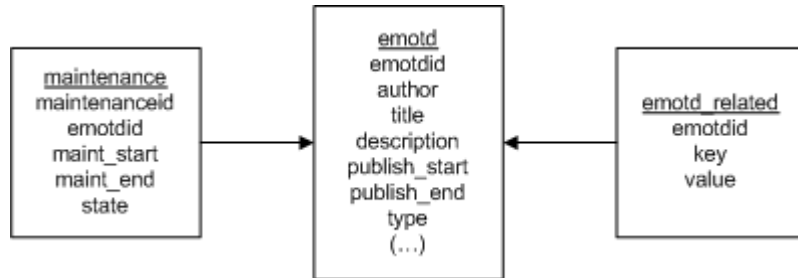 maintenance
maintenanceid
emotdid
maint_start
maint_end
state
emotd
emotdid
author
title
description
publish_start
publish_end
type
(...)
emotd_related
emotdid
key
value